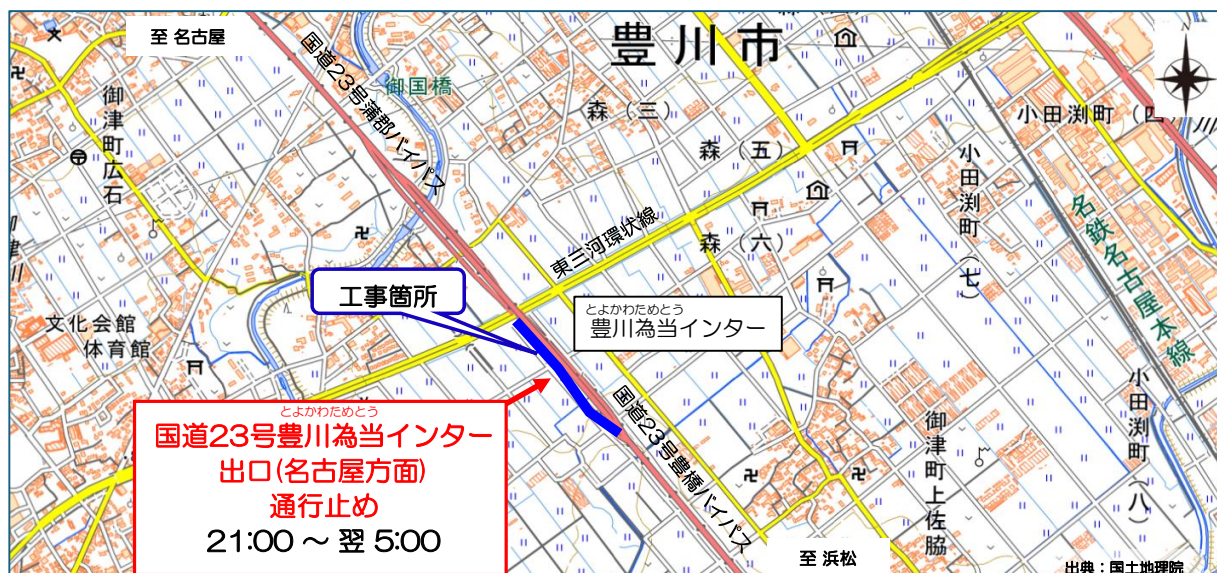 至 名古屋
豊川市
N
国道23号蒲郡バイパス
御国橋
御津町広石
森（三）
森（五）
森（六）
小田渕町（四）
小田渕町（七）
名鉄名古屋本線
東三河環状線
工事箇所
とよかわためとう
豊川為当インター
文化会館
体育館
とよかわためとう
国道23号豊川為当インター
出口(名古屋方面)
通行止め
21:00 ～ 翌 5:00
国道23号豊橋バイパス
御津町上佐脇
小田渕町（八）
至 浜松
出典：国土地理院